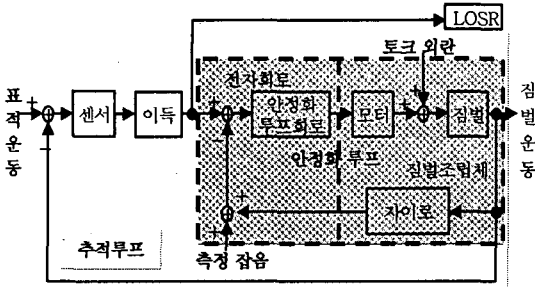 LOSR
토크 외란
전자회로
표적운동
센서
이득
안정화
루프회로
모터
짐벌
짐벌운동
안정화 루프
짐벌조립체
자이로
추적루프
측정 잡음